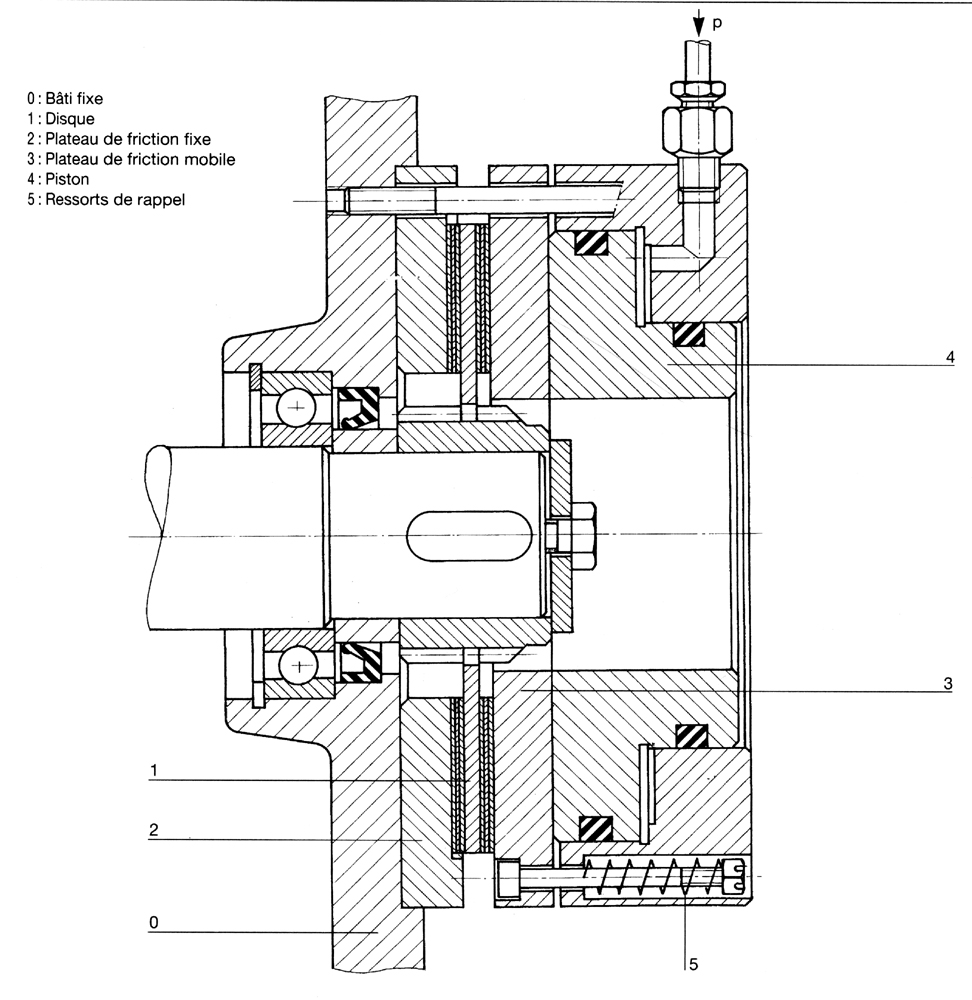 p
0 : Bâti fixe
1 : Disque
2 : Plateau de friction fixe
3 : Plateau de friction mobile
4 : Piston
5 : Ressorts de rappel
4
3
1
2
0
5